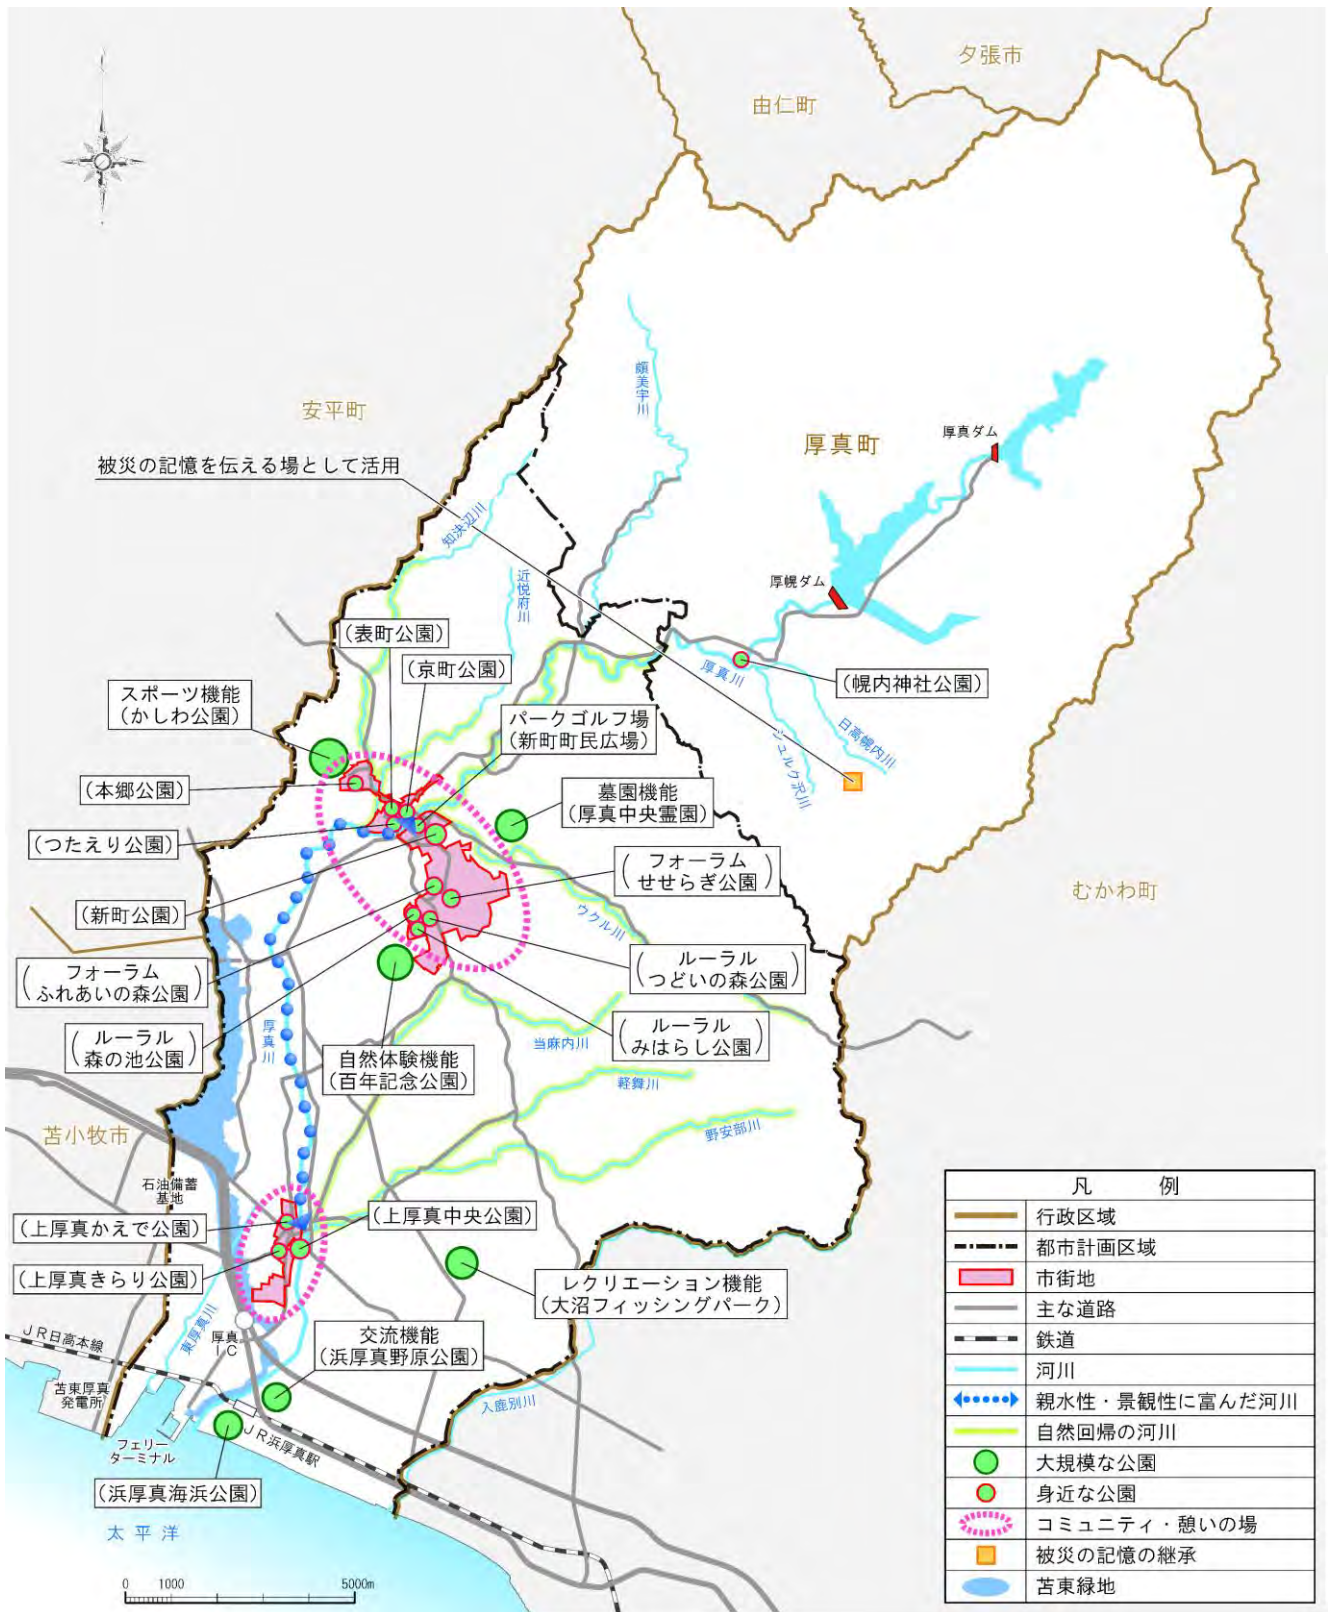 夕張市
由仁町
安平町
頗美宇川
厚真町
厚真ダム
被災の記憶を伝える場として活用
知決辺川
近悦府川
厚幌ダム
(表町公園)
(京町公園)
厚真川
(幌内神社公園)
スポーツ機能
(かしわ公園)
パークゴルフ場
(新町町民広場)
日高幌内川
シュルク沢川
(本郷公園)
墓園機能
(厚真中央霊園)
(つたえり公園)
フォーラム
せせらぎ公園
むかわ町
(新町公園)
ウクル川
フォーラム
ふれあいの森公園
ルーラル
つどいの森公園
厚真川
ルーラル
森の池公園
ルーラル
みはらし公園
当麻内川
自然体験機能
(百年記念公園)
軽舞川
苫小牧市
野安部川
石油備蓄
基地
(上厚真かえで公園)
(上厚真中央公園)
(上厚真きらり公園)
レクリエーション機能
(大沼フィッシングパーク)
東厚真川
厚真
IC
JR日高本線
交流機能
(浜厚真野原公園)
苫東厚真
発電所
入鹿別川
フェリー
ターミナル
JR浜厚真駅
(浜厚真海浜公園)
太平洋
0 1000 5000m
凡例
行政区域
都市計画区域
市街地
主な道路
鉄道
河川
親水性・景観性に富んだ河川
自然回帰の河川
大規模な公園
身近な公園
コミュニティ・憩いの場
被災の記憶の継承
苫東緑地